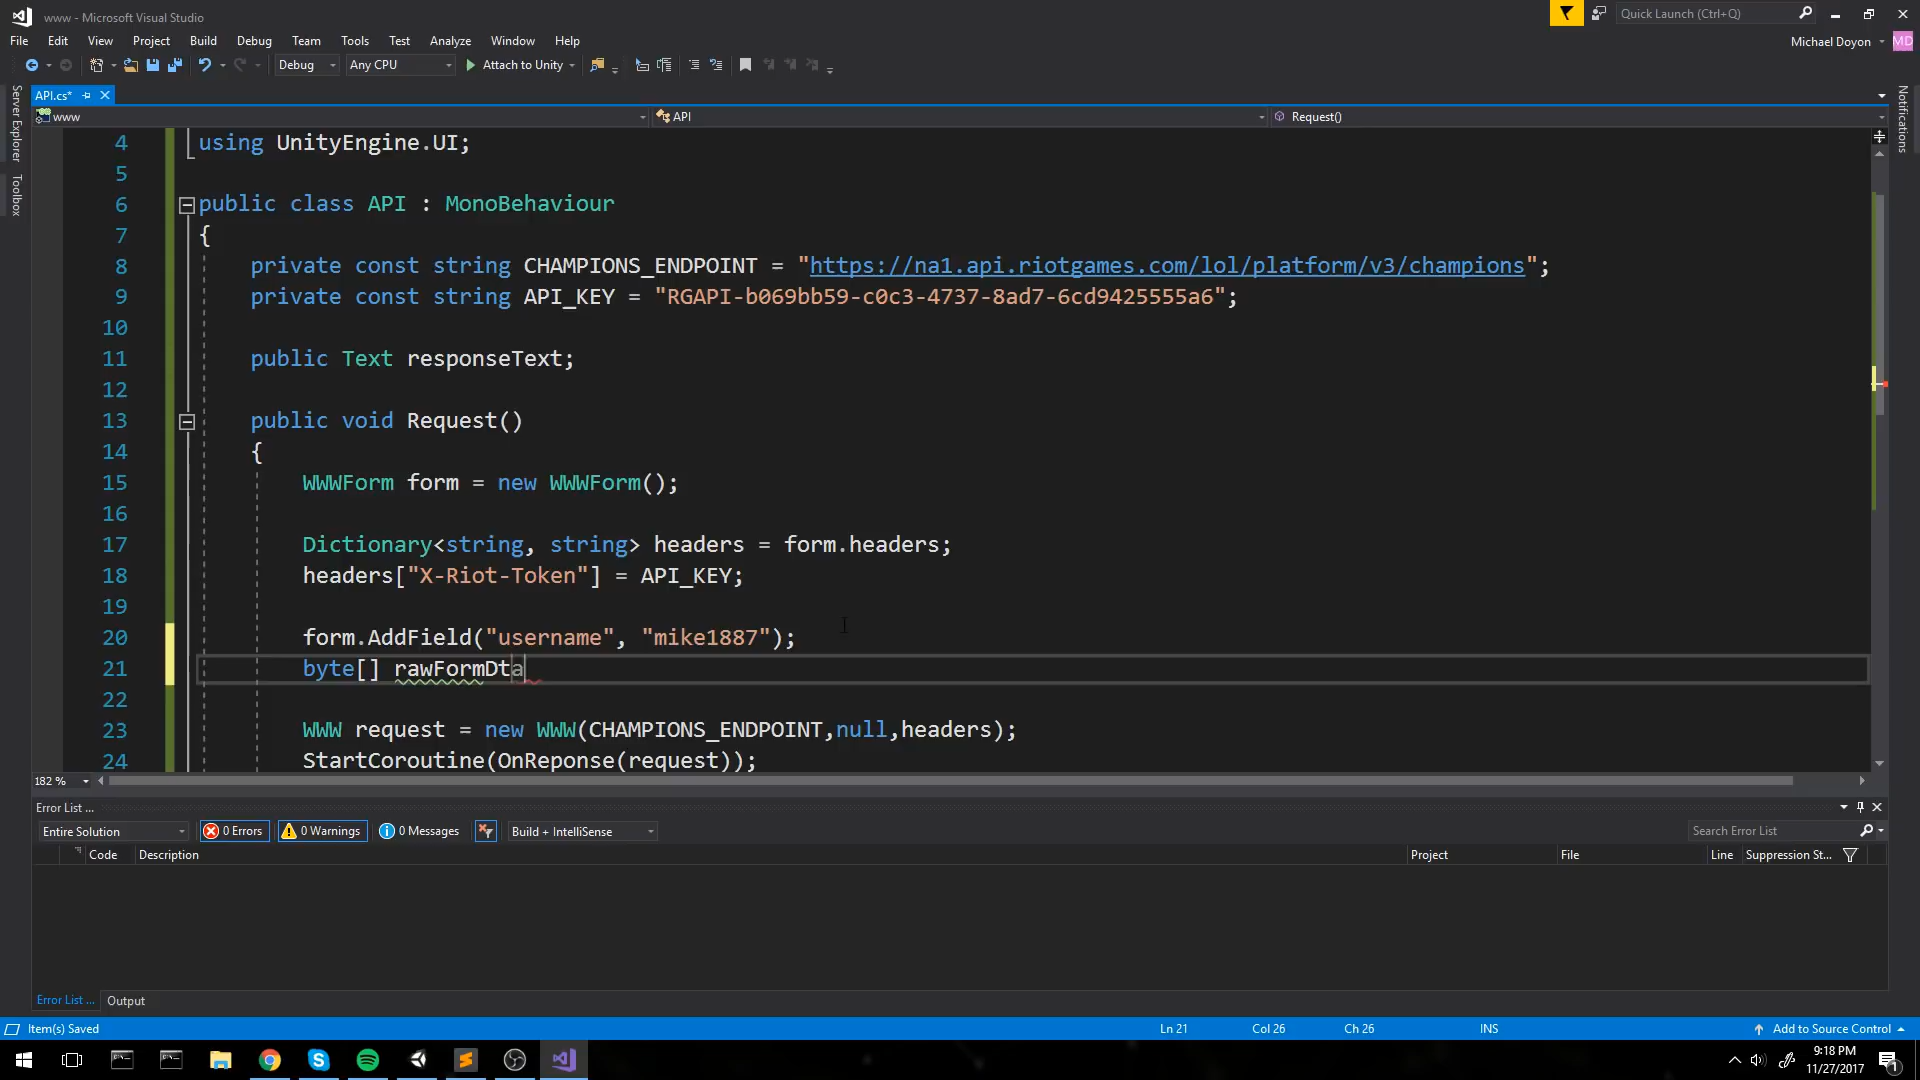 www - Microsoft Visual Studio
Quick Launch (Ctrl+Q)
File Edit View Project Build Debug Team Tools Test Analyze Window Help
Michael Doyon MD
Debug Any CPU Attach to Unity
API.cs*
www API Request()
Server Explorer
Toolbox
Notifications
4 using UnityEngine.UI;
5
6 public class API : MonoBehaviour
7 {
8 private const string CHAMPIONS_ENDPOINT = "https://na1.api.riotgames.com/lol/platform/v3/champions";
9 private const string API_KEY = "RGAPI-b069bb59-c0c3-4737-8ad7-6cd9425555a6";
10
11 public Text responseText;
12
13 public void Request()
14 {
15 WWWForm form = new WWWForm();
16
17 Dictionary<string, string> headers = form.headers;
18 headers["X-Riot-Token"] = API_KEY;
19
20 form.AddField("username", "mike1887");
21 byte[] rawFormDta
22
23 WWW request = new WWW(CHAMPIONS_ENDPOINT,null,headers);
24 StartCoroutine(OnReponse(request));
182 %
Error List ...
Entire Solution 0 Errors 0 Warnings 0 Messages Build + IntelliSense Search Error List
Code Description Project File Line Suppression St...
Error List ... Output
Item(s) Saved Ln 21 Col 26 Ch 26 INS Add to Source Control
9:18 PM
11/27/2017
1